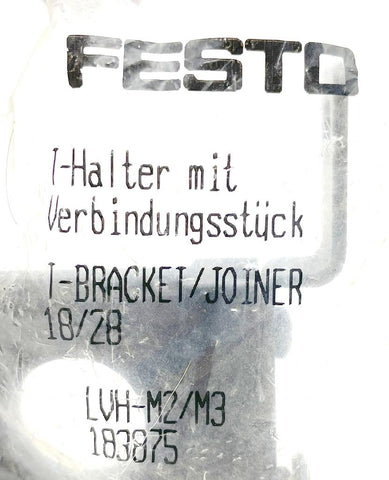 FESTO
T-Halter mit
Verbindungsstück
T-BRACKET/JOINER
18/28
LVH-M2/M3
183875